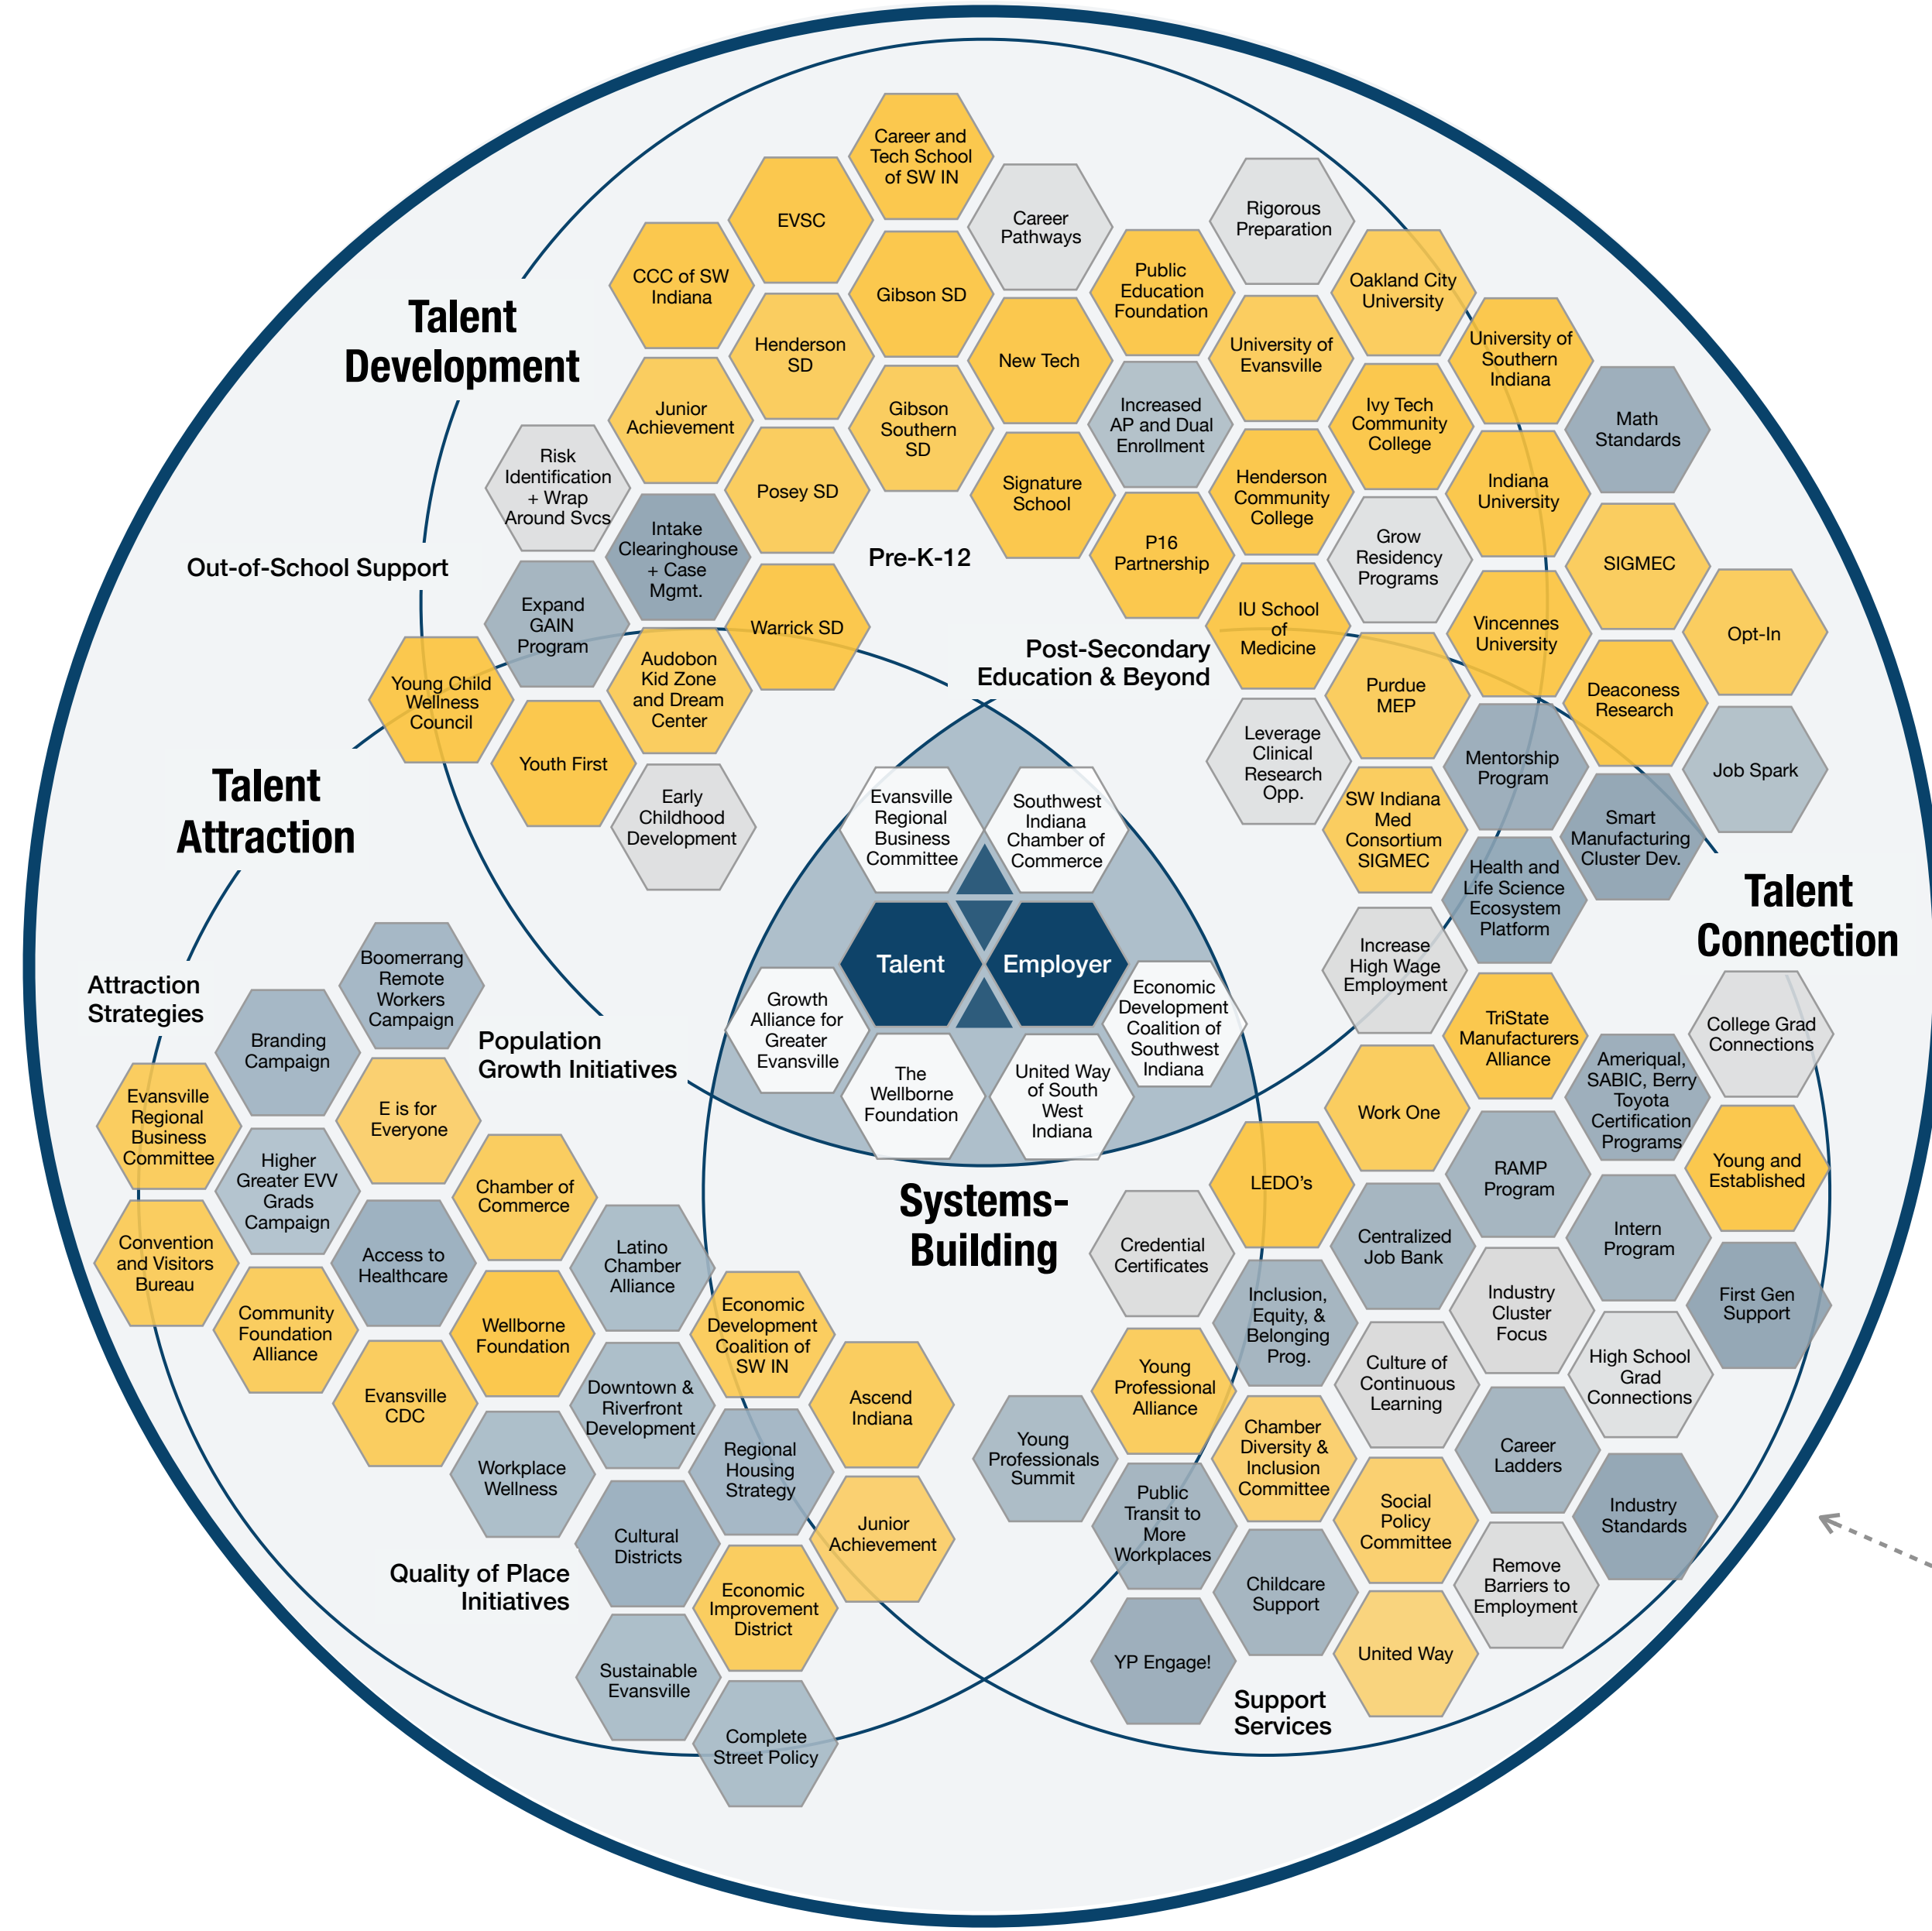 Career and
Tech School
of SW IN
EVSC
Career
Pathways
Rigorous
Preparation
CCC of SW
Indiana
Gibson SD
Public
Education
Foundation
Oakland City
University
Talent
Development
Henderson
SD
New Tech
University of
Evansville
University of
Southern
Indiana
Junior
Achievement
Gibson
Southern
SD
Increased
AP and Dual
Enrollment
Ivy Tech
Community
College
Math
Standards
Risk
Identification
+ Wrap
Around Svcs
Posey SD
Signature
School
Henderson
Community
College
Indiana
University
Intake
Clearinghouse
+ Case
Mgmt.
Pre-K-12
P16
Partnership
Grow
Residency
Programs
SIGMEC
Out-of-School Support
Expand
GAIN
Program
Warrick SD
IU School
of
Medicine
Vincennes
University
Opt-In
Post-Secondary
Education & Beyond
Young Child
Wellness
Council
Audobon
Kid Zone
and Dream
Center
Purdue
MEP
Deaconess
Research
Youth First
Leverage
Clinical
Research
Opp.
Mentorship
Program
Job Spark
Talent
Attraction
Early
Childhood
Development
Evansville
Regional
Business
Committee
Southwest
Indiana
Chamber of
Commerce
SW Indiana
Med
Consortium
SIGMEC
Smart
Manufacturing
Cluster Dev.
Health and
Life Science
Ecosystem
Platform
Talent
Connection
Talent
Employer
Increase
High Wage
Employment
Boomerrang
Remote
Workers
Campaign
Attraction
Strategies
Growth
Alliance for
Greater
Evansville
Economic
Development
Coalition of
Southwest
Indiana
TriState
Manufacturers
Alliance
College Grad
Connections
Branding
Campaign
Population
Growth Initiatives
The
Wellborne
Foundation
United Way
of South
West
Indiana
Work One
Ameriqual,
SABIC, Berry
Toyota
Certification
Programs
Evansville
Regional
Business
Committee
E is for
Everyone
Higher
Greater EVV
Grads
Campaign
Chamber of
Commerce
Systems-
Building
LEDO’s
RAMP
Program
Young and
Established
Convention
and Visitors
Bureau
Access to
Healthcare
Latino
Chamber
Alliance
Credential
Certificates
Centralized
Job Bank
Intern
Program
Community
Foundation
Alliance
Wellborne
Foundation
Economic
Development
Coalition of
SW IN
Inclusion,
Equity, &
Belonging
Prog.
Industry
Cluster
Focus
First Gen
Support
Evansville
CDC
Downtown &
Riverfront
Development
Ascend
Indiana
Young
Professional
Alliance
Culture of
Continuous
Learning
High School
Grad
Connections
Workplace
Wellness
Regional
Housing
Strategy
Young
Professionals
Summit
Chamber
Diversity &
Inclusion
Committee
Career
Ladders
Cultural
Districts
Junior
Achievement
Public
Transit to
More
Workplaces
Social
Policy
Committee
Industry
Standards
Quality of Place
Initiatives
Economic
Improvement
District
Childcare
Support
Remove
Barriers to
Employment
Sustainable
Evansville
YP Engage!
United Way
Support
Services
Complete
Street Policy